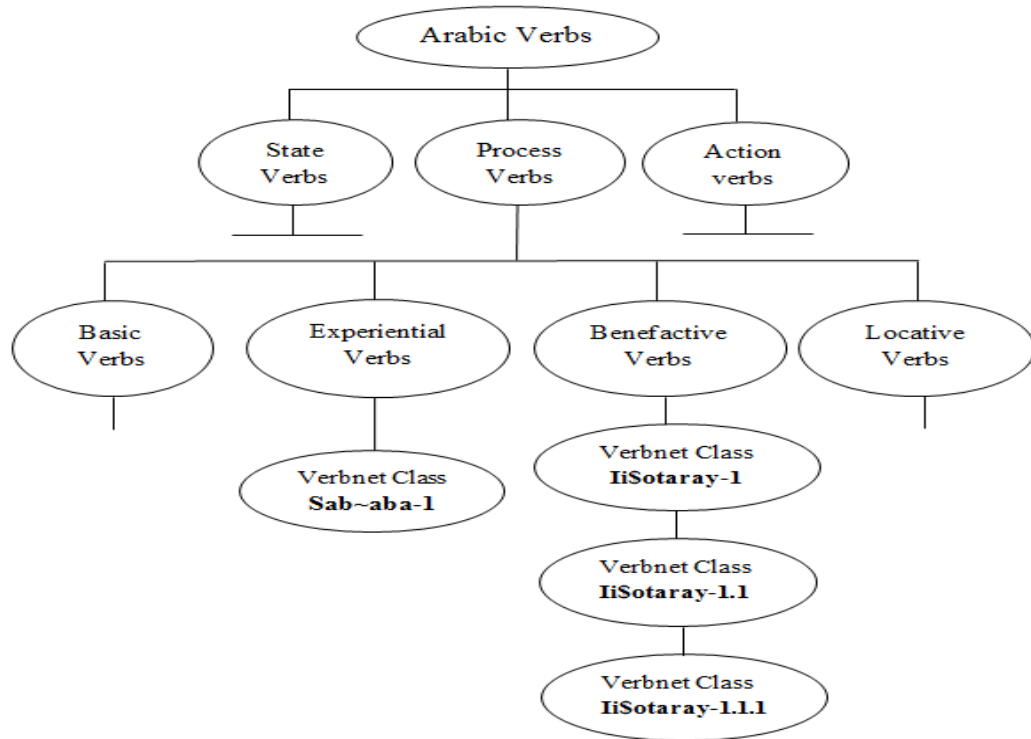 Arabic Verbs
State
Verbs
Process
Verbs
Action
verbs
Basic
Verbs
Experiential
Verbs
Benefactive
Verbs
Locative
Verbs
Verbnet Class
Sab~aba-1
Verbnet Class
IiSotaray-1
Verbnet Class
IiSotaray-1.1
Verbnet Class
IiSotaray-1.1.1